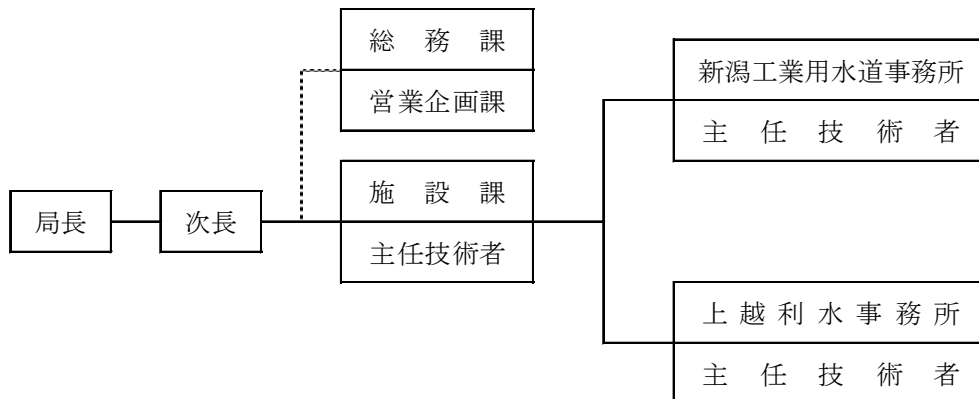 局長
次長
総務課
営業企画課
施設課
主任技術者
新潟工業用水道事務所
主任技術者
上越利水事務所
主任技術者